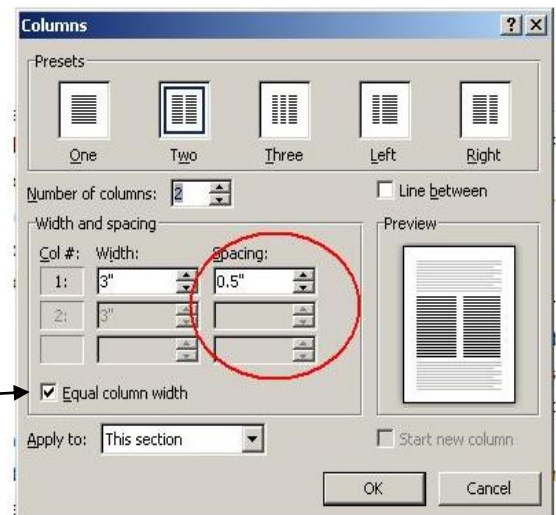 Columns
Presets
One Two Three Left Right
Number of columns: 2
Line between
Width and spacing
Preview
Col #: Width: Spacing:
1: 3" 0.5"
2: 3"
Equal column width
Apply to: This section
Start new column
OK Cancel